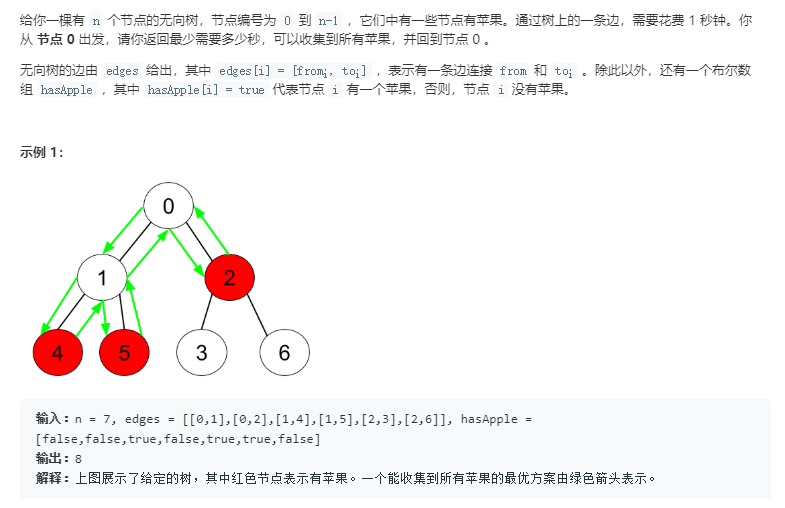 给你一棵有 n 个节点的无向树,节点编号为 0 到 n-1 ,它们中有一些节点有苹果。通过树上的一条边,需要花费 1 秒钟。你
从 节点 0 出发,请你返回最少需要多少秒,可以收集到所有苹果,并回到节点 0 。
无向树的边由 edges 给出,其中 edges[i] = [fromi, toi] ,表示有一条边连接 from 和 toi 。除此以外,还有一个布尔数
组 hasApple ,其中 hasApple[i] = true 代表节点 i 有一个苹果,否则,节点 i 没有苹果。
示例 1:
0
1
2
4
5
3
6
输入:n = 7, edges = [[0,1],[0,2],[1,4],[1,5],[2,3],[2,6]], hasApple =
[false,false,true,false,true,true,false]
输出:8
解释:上图展示了给定的树,其中红色节点表示有苹果。一个能收集到所有苹果的最优方案由绿色箭头表示。